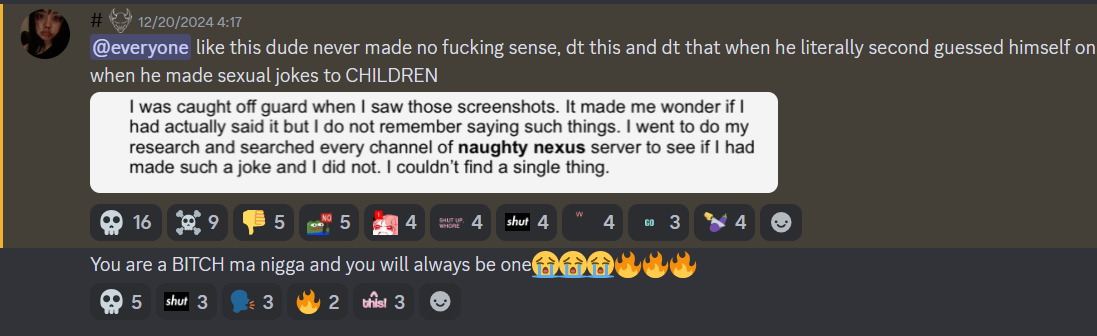 # 12/20/2024 4:17
@everyone like this dude never made no fucking sense, dt this and dt that when he literally second guessed himself on
when he made sexual jokes to CHILDREN
I was caught off guard when I saw those screenshots. It made me wonder if I
had actually said it but I do not remember saying such things. I went to do my
research and searched every channel of naughty nexus server to see if I had
made such a joke and I did not. I couldn't find a single thing.
16 9 5 NO 5 4 SHUT UP, WHORE 4 shut 4 4 GO 3 4
You are a BITCH ma nigga and you will always be one😭😭😭🔥🔥🔥
5 shut 3 3 2 this! 3